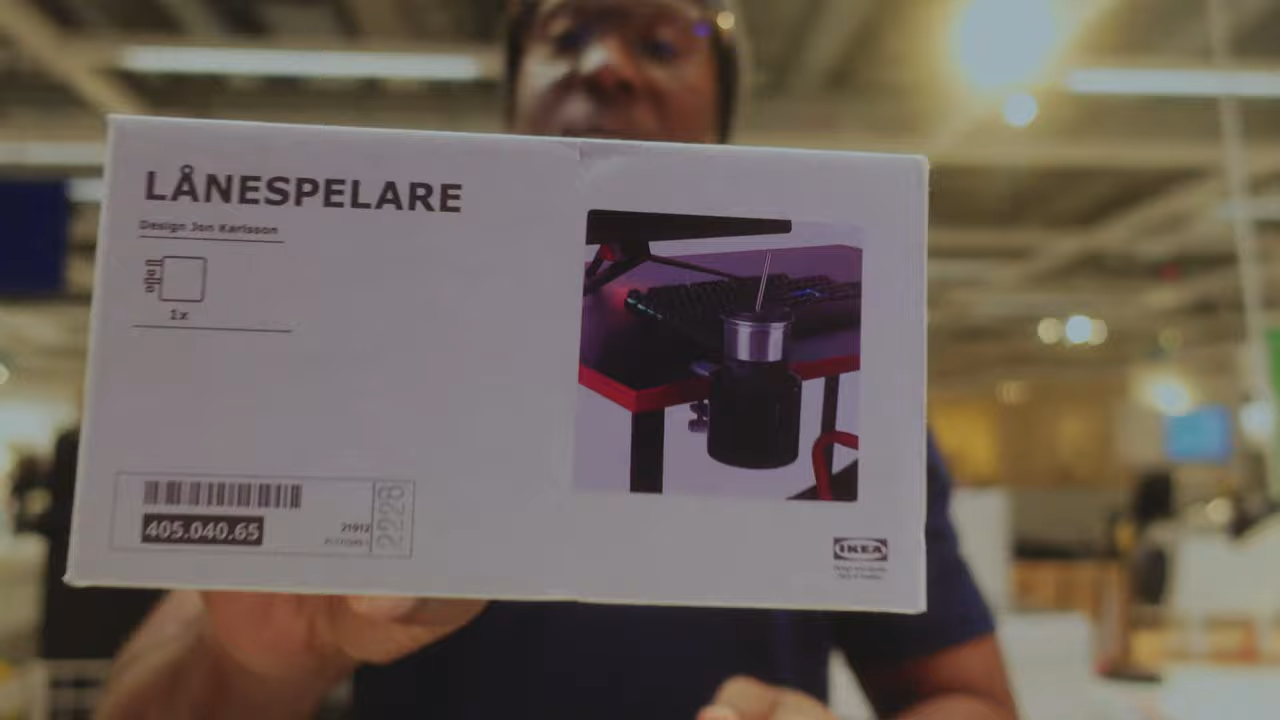 LÅNESPELARE
Design Jon Karlsson
1x
405.040.65
21912
2228
IKEA